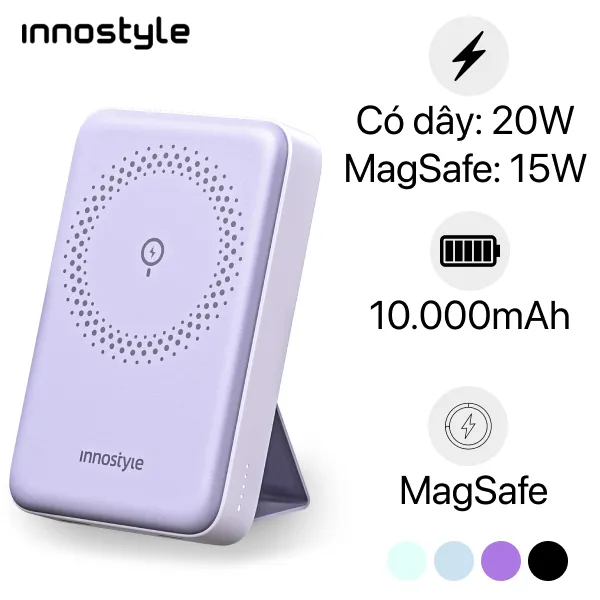 innostyle
Có dây: 20W
MagSafe: 15W
10.000mAh
innostyle
MagSafe